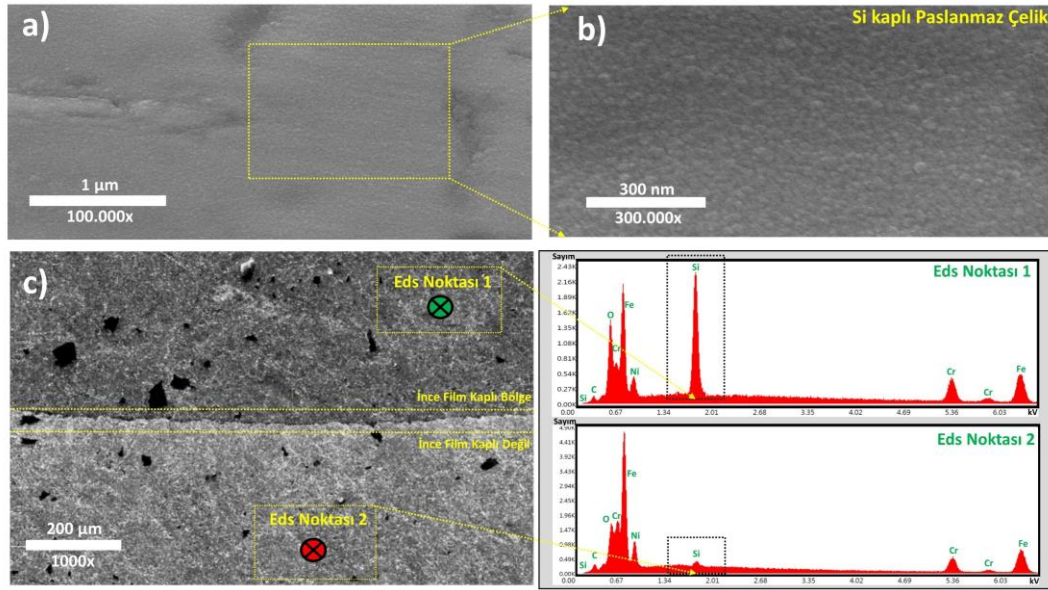 a)
1 µm
100.000x
b)
Si kaplı Paslanmaz Çelik
300 nm
300.000x
c)
Eds Noktası 1
İnce Film Kaplı Bölge
İnce Film Kaplı Değil
Eds Noktası 2
200 µm
1000x
Sayım
Eds Noktası 1
2.43K
2.16K
1.89K
1.62K
1.35K
1.08K
0.81K
0.54K
0.27K
0.00K
Si
C
O
Cr
Fe
Ni
Si
Cr
Cr
Fe
0.00 0.67 1.34 2.01 2.68 3.35 4.02 4.69 5.36 6.03 kV
Sayım
Eds Noktası 2
4.90K
4.41K
3.92K
3.43K
2.94K
2.45K
1.96K
1.47K
0.98K
0.49K
0.00K
Si
C
O
Cr
Fe
Ni
Si
Cr
Cr
Fe
0.00 0.67 1.34 2.01 2.68 3.35 4.02 4.69 5.36 6.03 kV